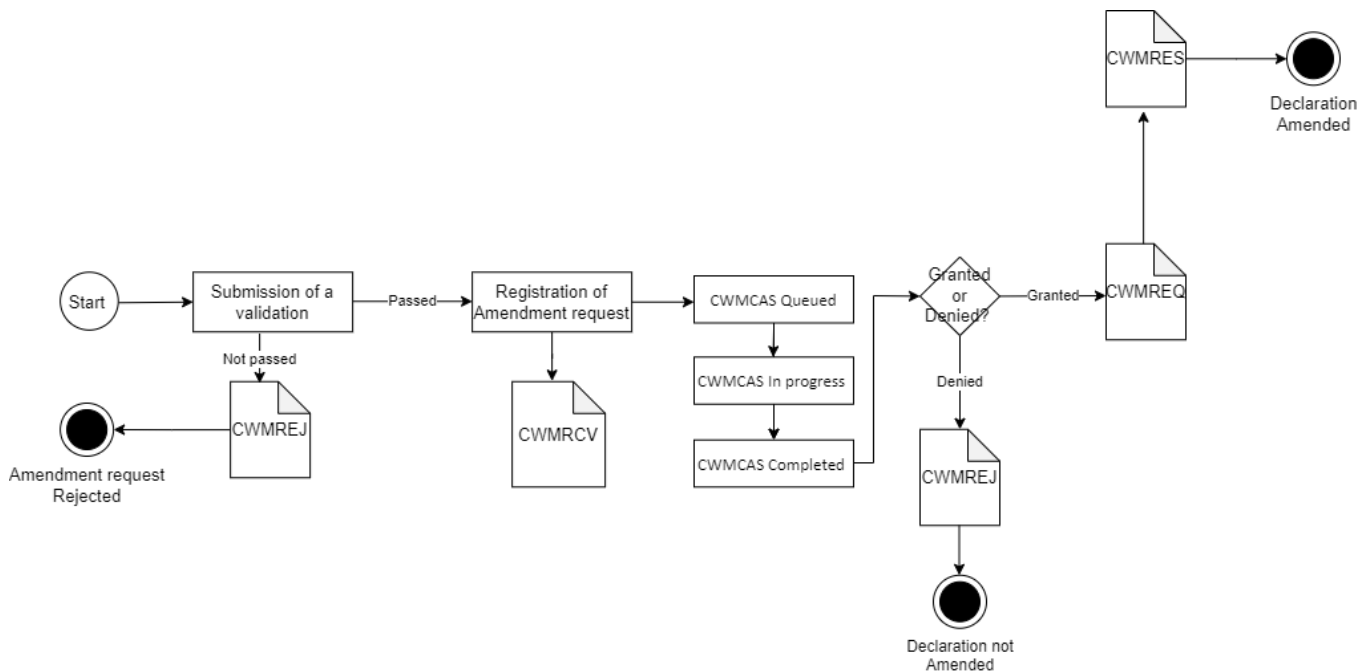 CWMRES
Declaration
Amended
Start
Submission of a
validation
Passed
Registration of
Amendment request
CWMCAS Queued
Granted
or
Denied?
Granted
CWMREQ
Not passed
CWMCAS In progress
Denied
CWMREJ
CWMRCV
CWMCAS Completed
CWMREJ
Amendment request
Rejected
Declaration not
Amended